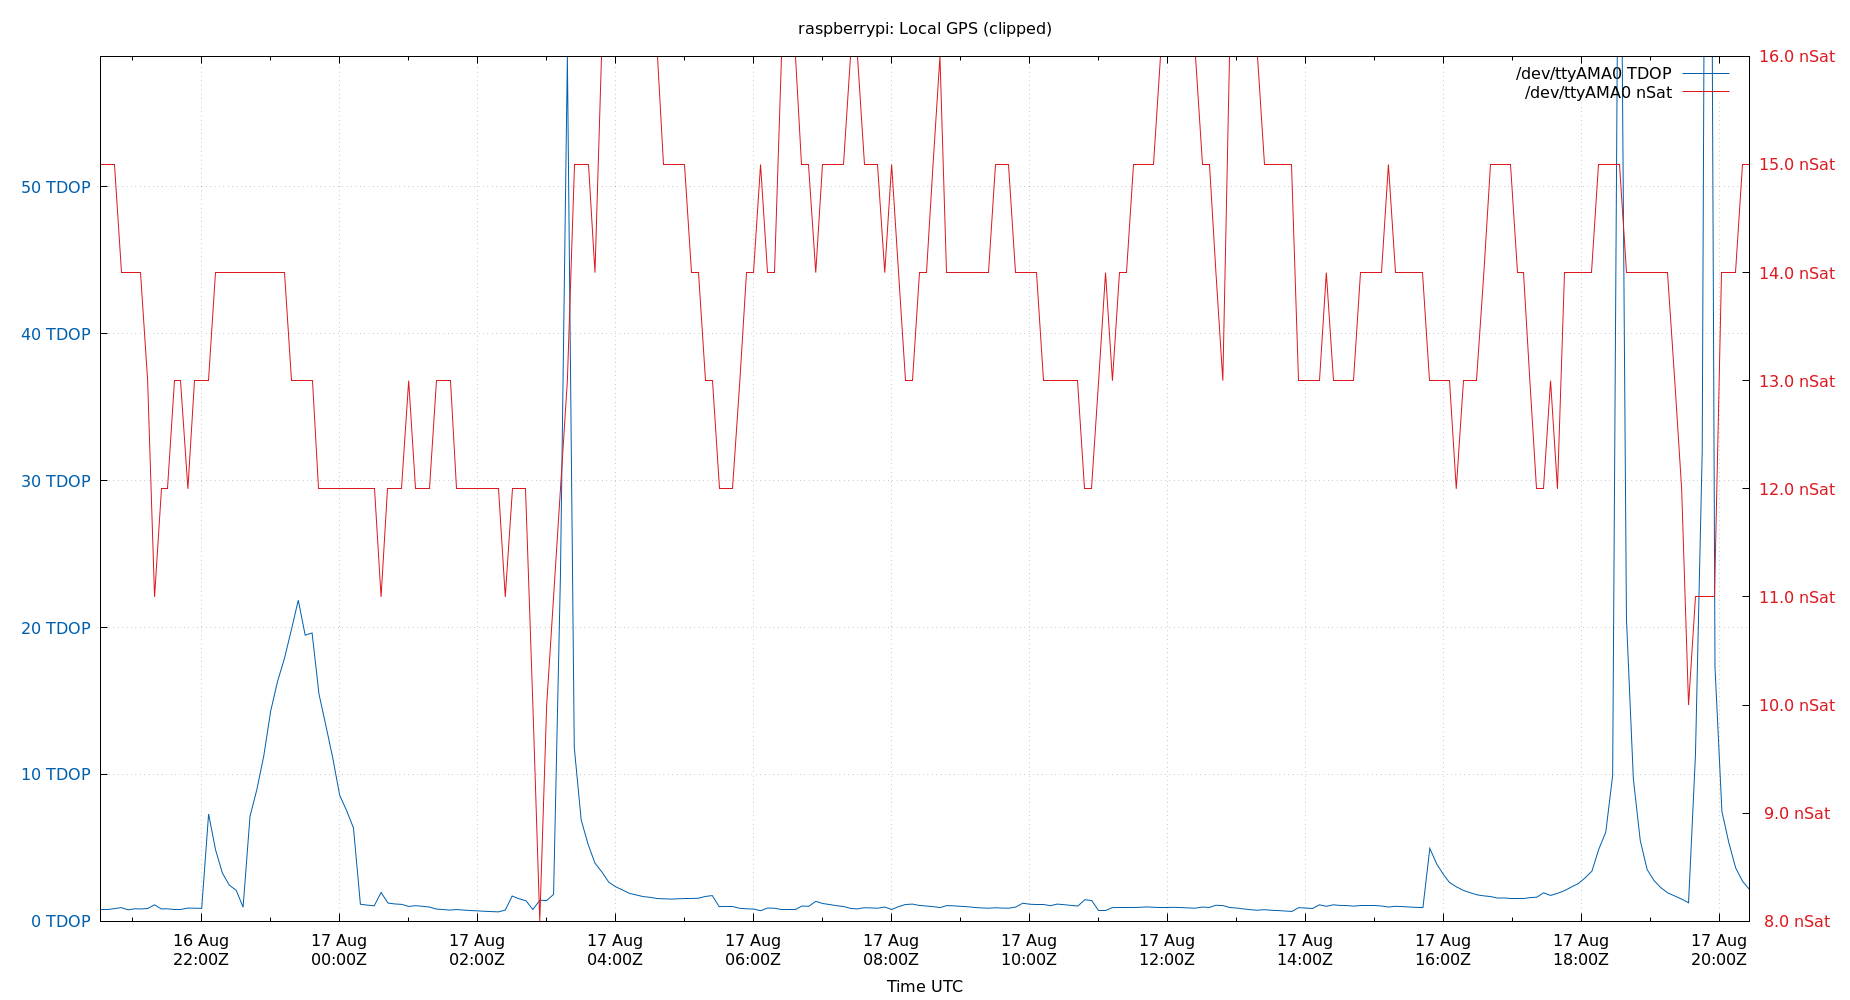 raspberrypi: Local GPS (clipped)
16.0 nSat
/dev/ttyAMA0 TDOP
/dev/ttyAMA0 nSat
15.0 nSat
50 TDOP
14.0 nSat
40 TDOP
13.0 nSat
30 TDOP
12.0 nSat
11.0 nSat
20 TDOP
10.0 nSat
10 TDOP
9.0 nSat
0 TDOP
8.0 nSat
16 Aug 17 Aug 17 Aug 17 Aug 17 Aug 17 Aug 17 Aug 17 Aug 17 Aug 17 Aug 17 Aug 17 Aug
22:00Z 00:00Z 02:00Z 04:00Z 06:00Z 08:00Z 10:00Z 12:00Z 14:00Z 16:00Z 18:00Z 20:00Z
Time UTC